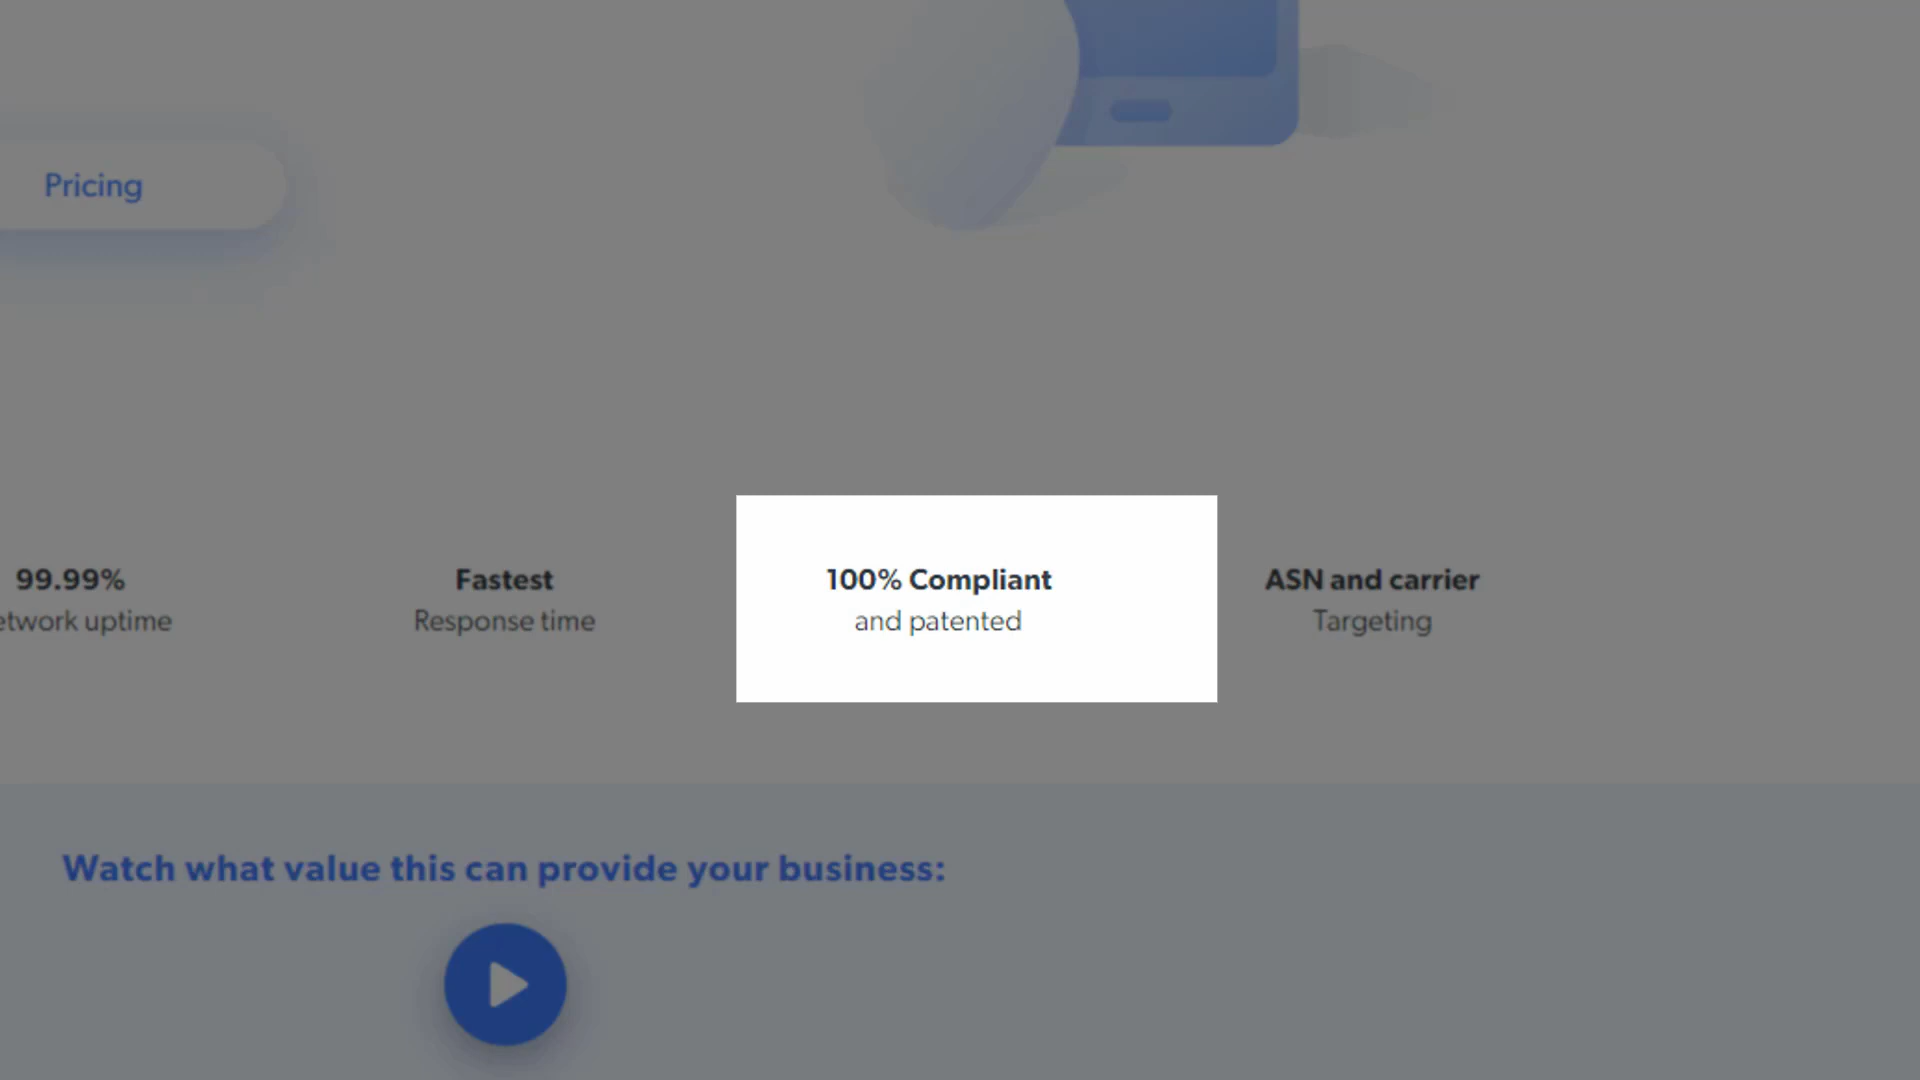 Pricing
99.99%
uptime
Fastest
Response time
100% Compliant
and patented
ASN and carrier
Targeting
Watch what value this can provide your business: